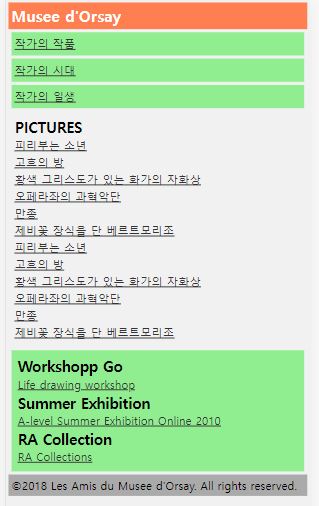 Musee d'Orsay
작가의 작품
작가의 시대
작가의 일생
PICTURES
피리부는 소년
고흐의 방
황색 그리스도가 있는 화가의 자화상
오페라좌의 과혁악단
만종
제비꽃 장식을 단 베르트모리조
피리부는 소년
고흐의 방
황색 그리스도가 있는 화가의 자화상
오페라좌의 과혁악단
만종
제비꽃 장식을 단 베르트모리조
Workshopp Go
Life drawing workshop
Summer Exhibition
A-level Summer Exhibition Online 2010
RA Collection
RA Collections
©2018 Les Amis du Musee d'Orsay. All rights reserved.